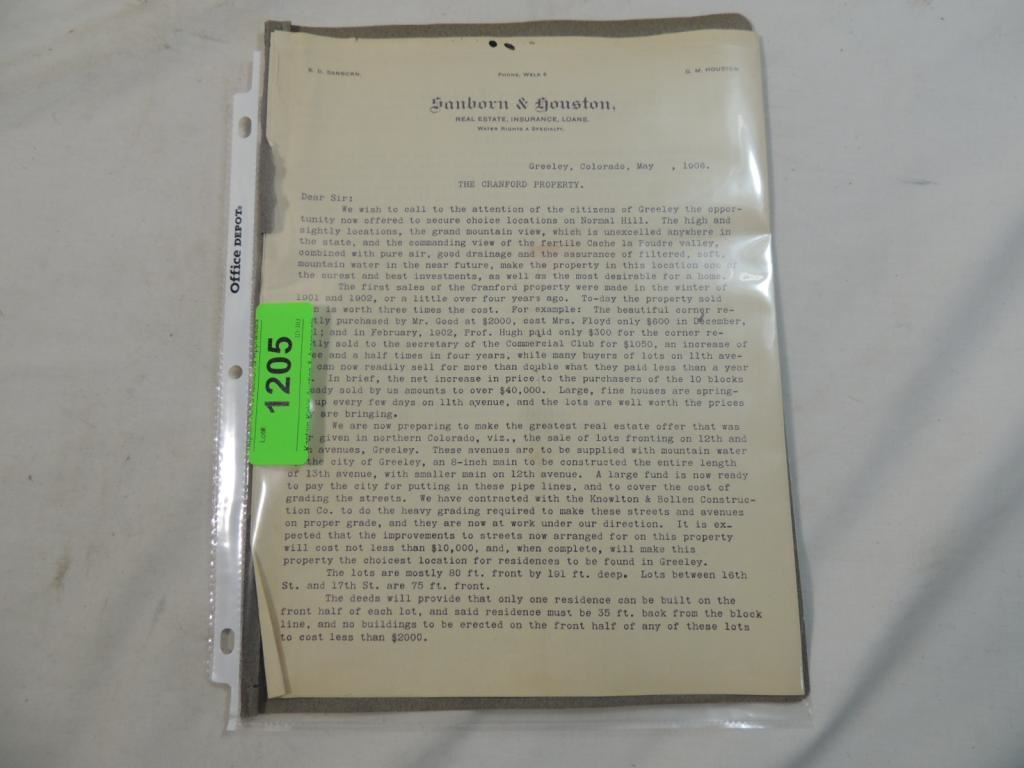 B. D. SANBORN. PHONE, WELD 6 G. M. HOUSTON
Sanborn & Houston,
REAL ESTATE, INSURANCE, LOANS.
WATER RIGHTS A SPECIALTY.
Greeley, Colorado, May , 1906.
THE CRANFORD PROPERTY.
Dear Sir:
We wish to call to the attention of the citizens of Greeley the oppor-
tunity now offered to secure choice locations on Normal Hill. The high and
sightly locations, the grand mountain view, which is unexcelled anywhere in
the state, and the commanding view of the fertile Cache la Poudre valley,
combined with pure air, good drainage and the assurance of filtered, soft,
mountain water in the near future, make the property in this location one of
the surest and best investments, as well as the most desirable for a home.
The first sales of the Cranford property were made in the winter of
1901 and 1902, or a little over four years ago. To-day the property sold
is worth three times the cost. For example: The beautiful corner re-
tly purchased by Mr. Good at $2000, cost Mrs. Floyd only $600 in December,
; and in February, 1902, Prof. Hugh paid only $300 for the corner re-
tly sold to the secretary of the Commercial Club for $1050, an increase of
and a half times in four years, while many buyers of lots on 11th ave-
can now readily sell for more than double what they paid less than a year
In brief, the net increase in price to the purchasers of the 10 blocks
eady sold by us amounts to over $40,000. Large, fine houses are spring-
up every few days on 11th avenue, and the lots are well worth the prices
are bringing.
We are now preparing to make the greatest real estate offer that was
given in northern Colorado, viz., the sale of lots fronting on 12th and
avenues, Greeley. These avenues are to be supplied with mountain water
the city of Greeley, an 8-inch main to be constructed the entire length
of 13th avenue, with smaller main on 12th avenue. A large fund is now ready
to pay the city for putting in these pipe lines, and to cover the cost of
grading the streets. We have contracted with the Knowlton & Bollen Construc-
tion Co. to do the heavy grading required to make these streets and avenues
on proper grade, and they are now at work under our direction. It is ex-
pected that the improvements to streets now arranged for on this property
will cost not less than $10,000, and, when complete, will make this
property the choicest location for residences to be found in Greeley.
The lots are mostly 80 ft. front by 191 ft. deep. Lots between 16th
St. and 17th St. are 75 ft. front.
The deeds will provide that only one residence can be built on the
front half of each lot, and said residence must be 35 ft. back from the block
line, and no buildings to be erected on the front half of any of these lots
to cost less than $2000.
Office DEPOT
Lot#
1205